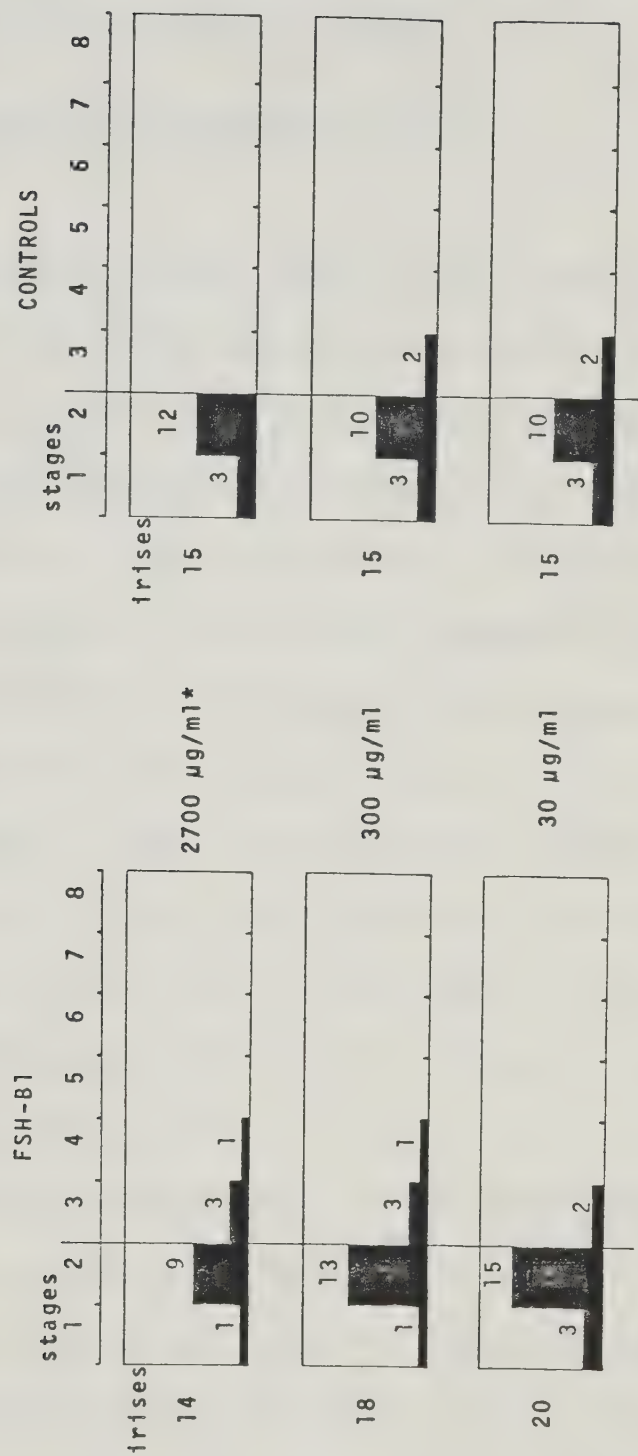 FSH-B1
stages
1 2 3 4 5 6 7 8
irises
14
1 9 3 1
2700 µg/ml*
18
1 13 3 1
300 µg/ml
20
3 15 2
30 µg/ml
CONTROLS
stages
1 2 3 4 5 6 7 8
irises
15
3 12
15
3 10 2
15
3 10 2